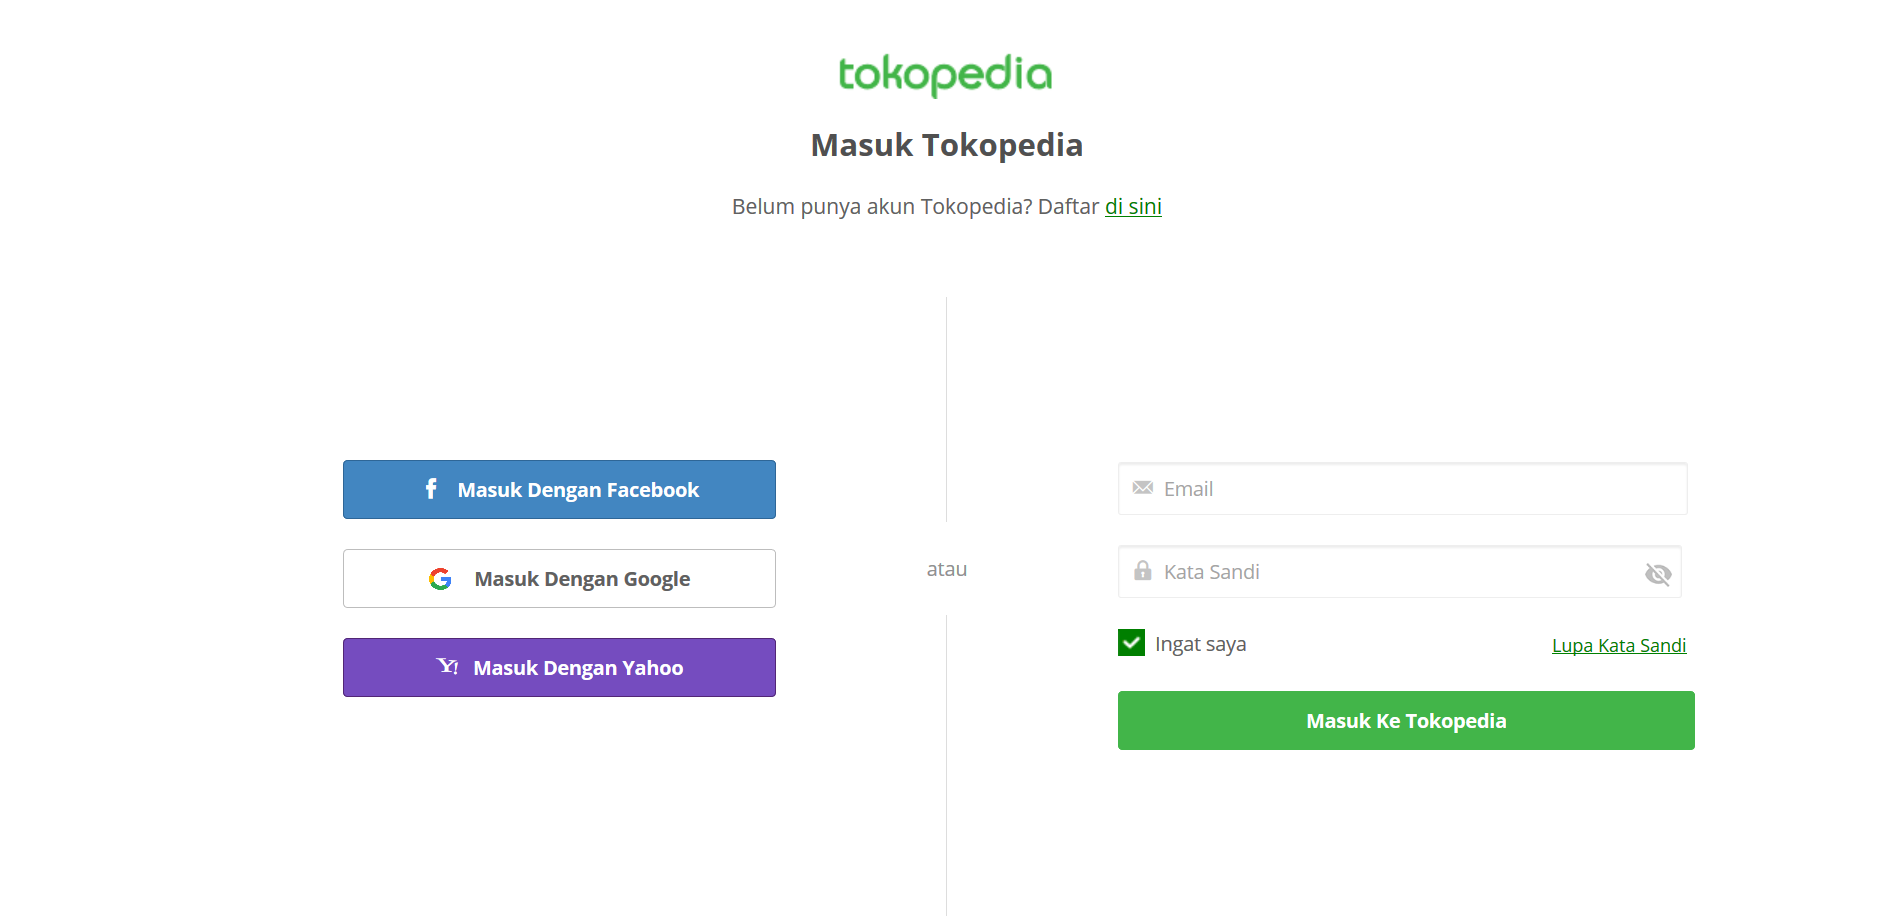 tokopedia
Masuk Tokopedia
Belum punya akun Tokopedia? Daftar di sini
Masuk Dengan Facebook
Masuk Dengan Google
Masuk Dengan Yahoo
atau
Email
Kata Sandi
Ingat saya
Lupa Kata Sandi
Masuk Ke Tokopedia